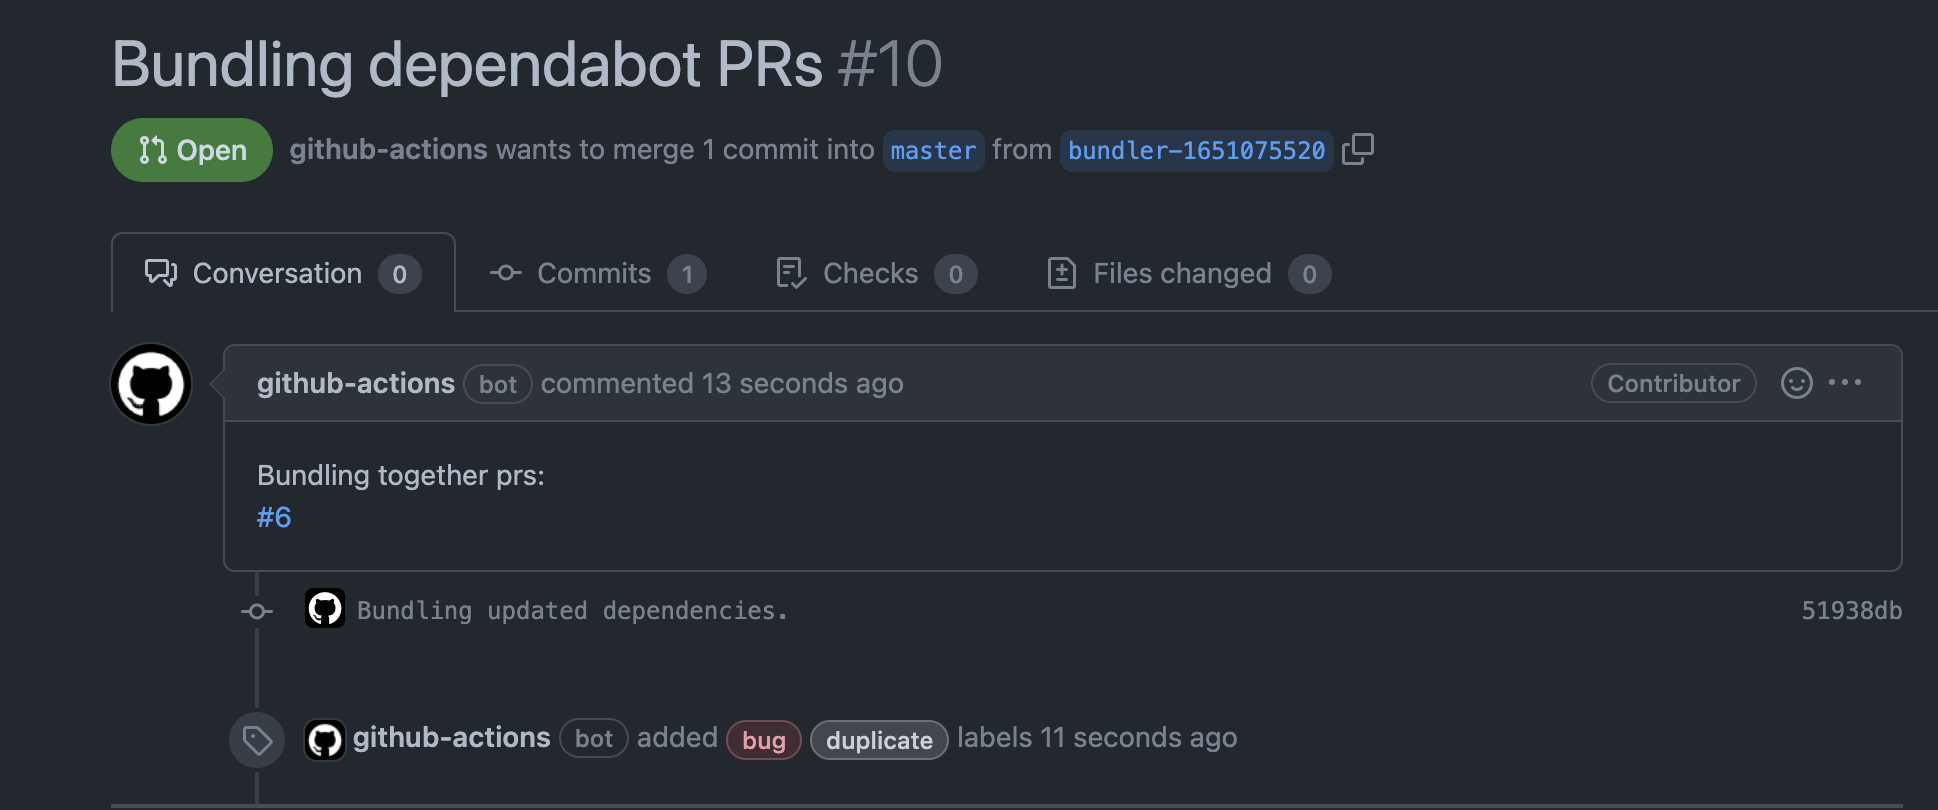 Bundling dependabot PRs #10
Open github-actions wants to merge 1 commit into master from bundler-1651075520
Conversation 0 Commits 1 Checks 0 Files changed 0
github-actions bot commented 13 seconds ago Contributor
Bundling together prs:
#6
Bundling updated dependencies. 51938db
github-actions bot added bug duplicate labels 11 seconds ago